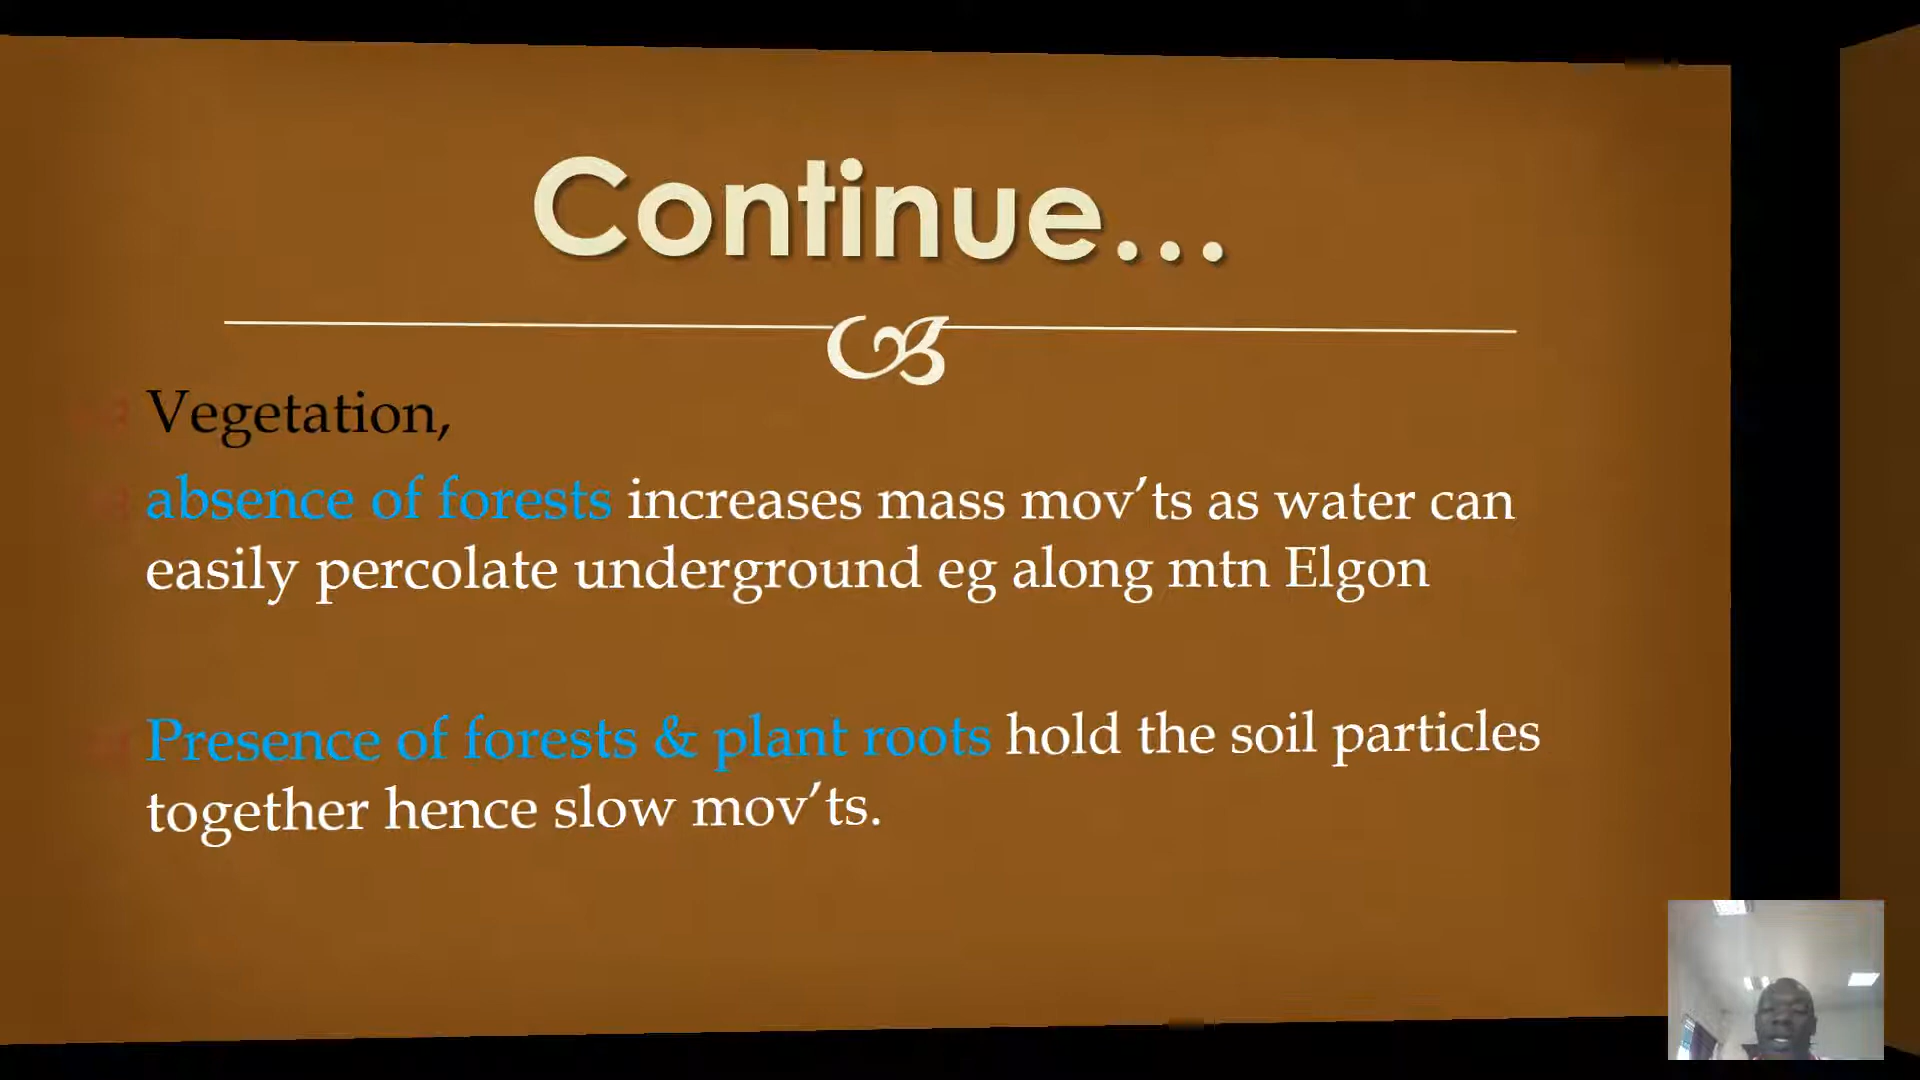 Continue...
Vegetation,
absence of forests increases mass mov’ts as water can
easily percolate underground eg along mtn Elgon
Presence of forests & plant roots hold the soil particles
together hence slow mov’ts.